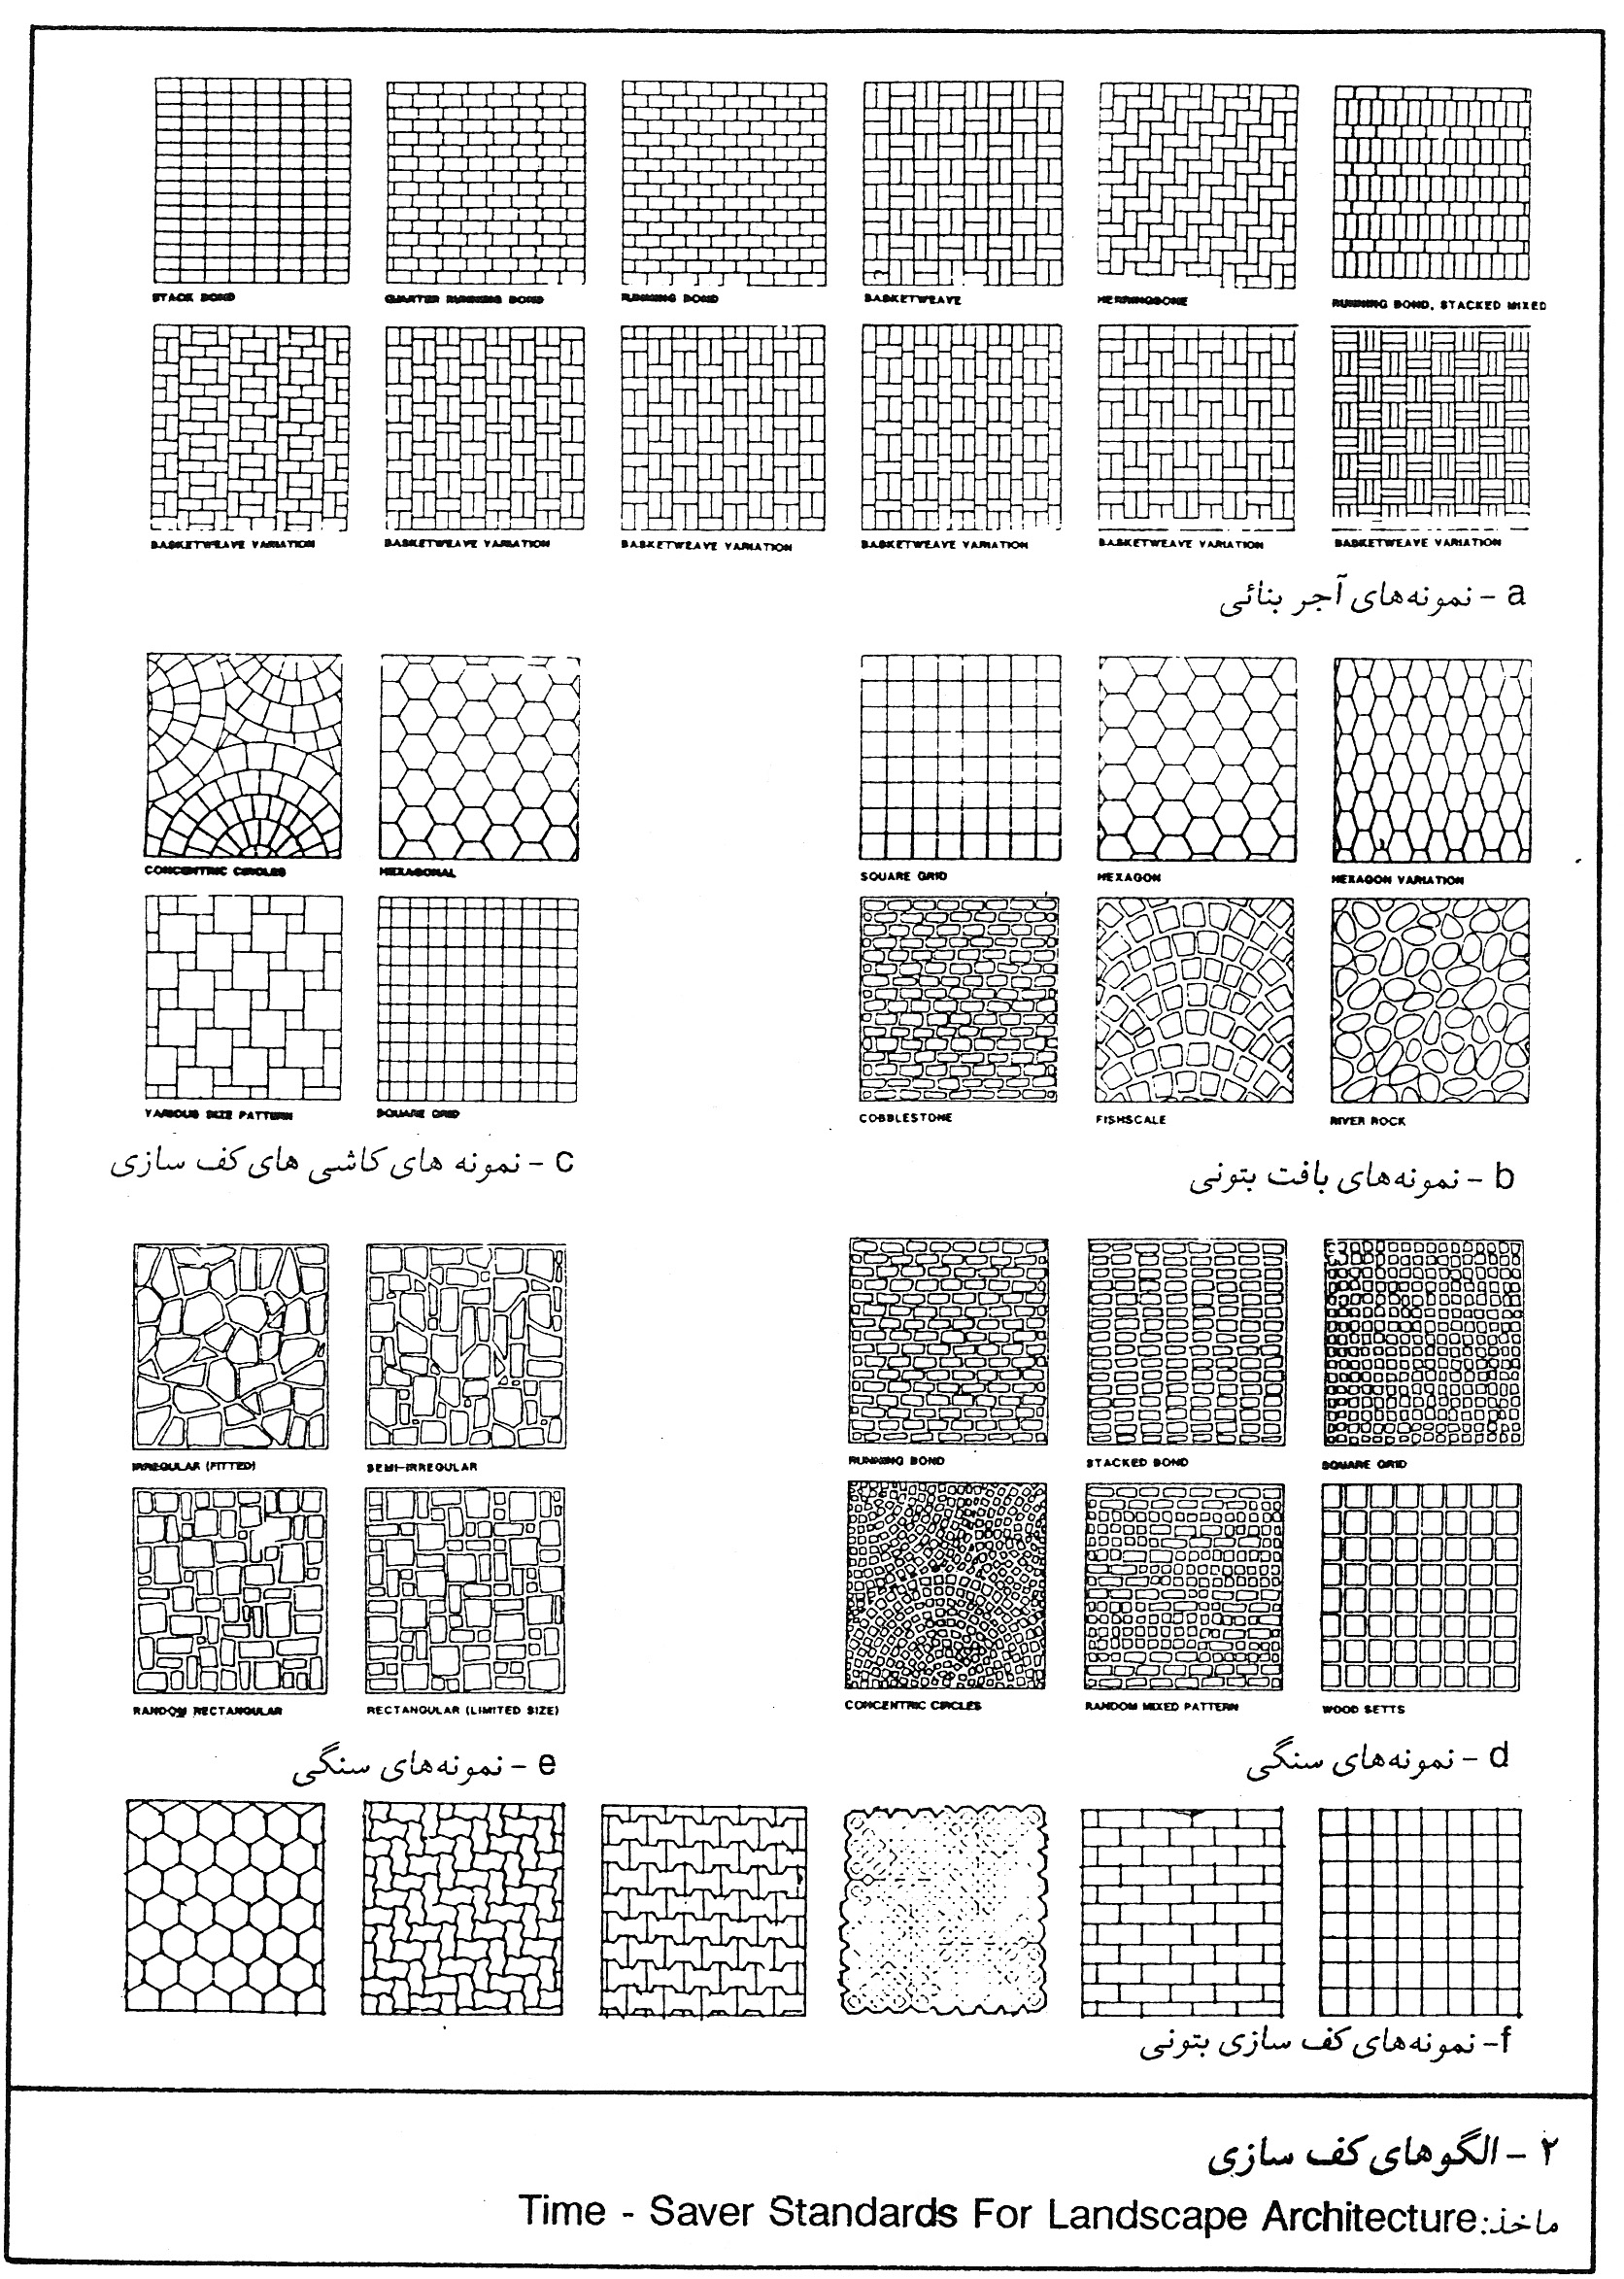 STACK BOND
QUARTER RUNNING BOND
RUNNING BOND
BASKETWEAVE
HERRINGBONE
RUNNING BOND, STACKED MIXED
BASKETWEAVE VARIATION
BASKETWEAVE VARIATION
BASKETWEAVE VARIATION
BASKETWEAVE VARIATION
BASKETWEAVE VARIATION
BASKETWEAVE VARIATION
a - نمونه‌های آجر بنائی
CONCENTRIC CIRCLES
HEXAGONAL
VARIOUS SIZE PATTERN
SQUARE GRID
c - نمونه های کاشی های کف سازی
SQUARE GRID
HEXAGON
HEXAGON VARIATION
COBBLESTONE
FISHSCALE
RIVER ROCK
b - نمونه‌های بافت بتونی
IRREGULAR (FITTED)
SEMI-IRREGULAR
RANDOM RECTANGULAR
RECTANGULAR (LIMITED SIZE)
e - نمونه‌های سنگی
RUNNING BOND
STACKED BOND
SQUARE GRID
CONCENTRIC CIRCLES
RANDOM MIXED PATTERN
WOOD SETTS
d - نمونه‌های سنگی
f- نمونه‌های کف سازی بتونی
۲ - الگوهای کف سازی
ماخذ: Time - Saver Standards For Landscape Architecture